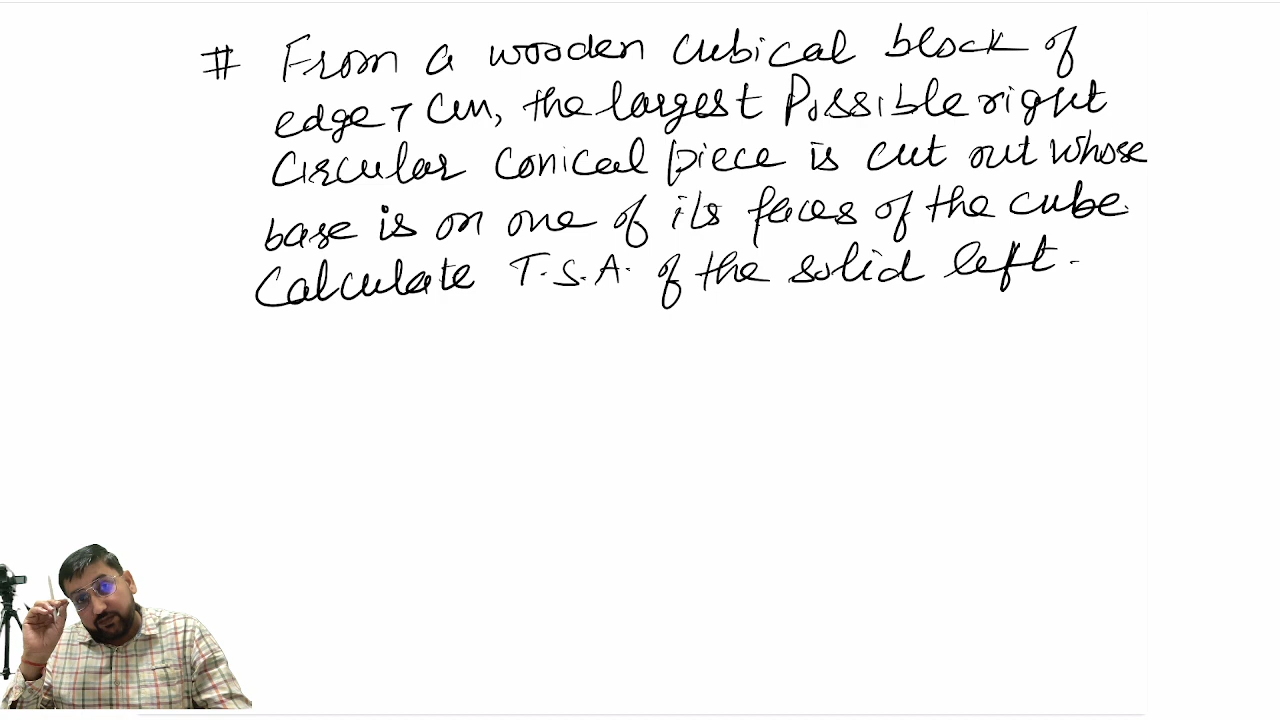 # From a wooden cubical block of
edge 7 cm, the largest Possible right
circular conical piece is cut out whose
base is on one of its faces of the cube.
Calculate T.S.A. of the solid left.